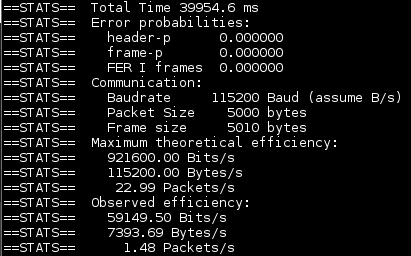 ==STATS== Total Time 39954.6 ms
==STATS== Error probabilities:
==STATS== header-p 0.000000
==STATS== frame-p 0.000000
==STATS== FER I frames 0.000000
==STATS== Communication:
==STATS== Baudrate 115200 Baud (assume B/s)
==STATS== Packet Size 5000 bytes
==STATS== Frame size 5010 bytes
==STATS== Maximum theoretical efficiency:
==STATS== 921600.00 Bits/s
==STATS== 115200.00 Bytes/s
==STATS== 22.99 Packets/s
==STATS== Observed efficiency:
==STATS== 59149.50 Bits/s
==STATS== 7393.69 Bytes/s
==STATS== 1.48 Packets/s